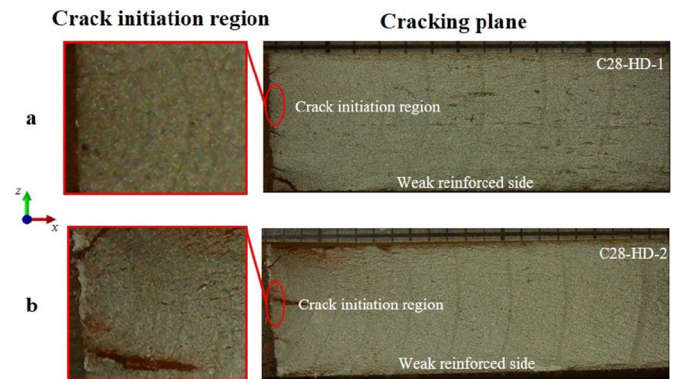 Crack initiation region
Cracking plane
a
C28-HD-1
Crack initiation region
Weak reinforced side
z
x
b
C28-HD-2
Crack initiation region
Weak reinforced side